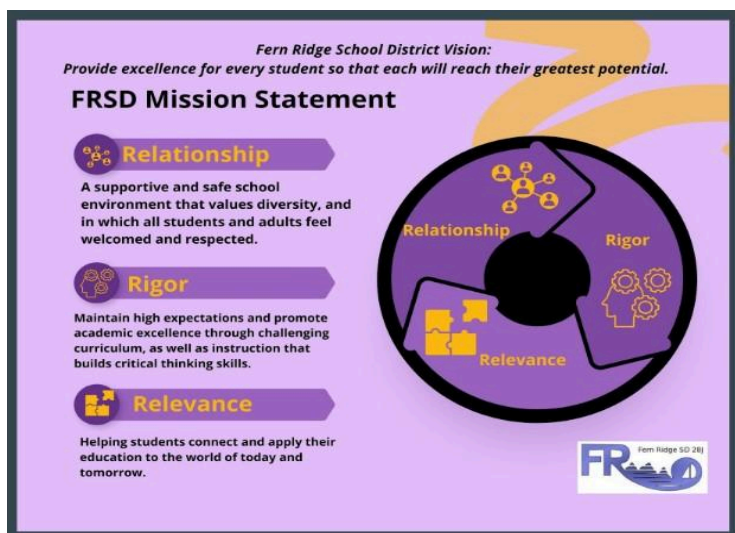 Fern Ridge School District Vision:
Provide excellence for every student so that each will reach their greatest potential.
FRSD Mission Statement
Relationship
A supportive and safe school
environment that values diversity, and
in which all students and adults feel
welcomed and respected.
Rigor
Maintain high expectations and promote
academic excellence through challenging
curriculum, as well as instruction that
builds critical thinking skills.
Relevance
Helping students connect and apply their
education to the world of today and
tomorrow.
Relationship
Rigor
Relevance
FR
Fern Ridge SD 28J